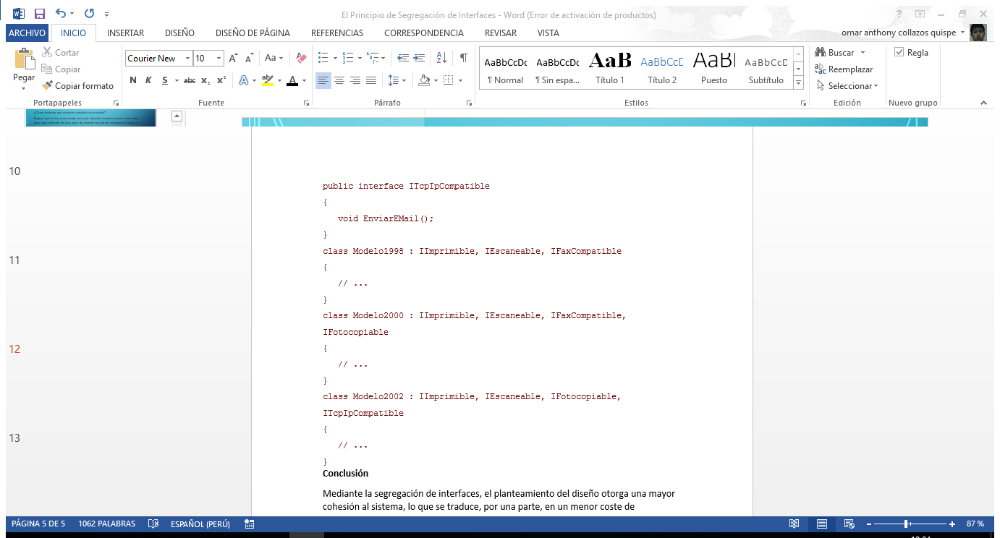 El Principio de Segregación de Interfaces - Word (Error de activación de productos)
ARCHIVO INICIO INSERTAR DISEÑO DISEÑO DE PÁGINA REFERENCIAS CORRESPONDENCIA REVISAR VISTA omar anthony collazos quispe
Pegar
Cortar
Copiar
Copiar formato
Portapapeles
Courier New 10
Fuente
Párrafo
AaBbCcDc AaBbCcDc AaB AaBbCcD AaBl AaBbCcD
¶ Normal ¶ Sin espa... Título 1 Título 2 Puesto Subtítulo
Estilos
Buscar
Reemplazar
Seleccionar
Edición
Regla
Nuevo grupo
10
11
12
13
public interface ITcpIpCompatible
{
void EnviarEMail();
}
class Modelo1998 : IImprimible, IEscaneable, IFaxCompatible
{
// ...
}
class Modelo2000 : IImprimible, IEscaneable, IFaxCompatible,
IFotocopiable
{
// ...
}
class Modelo2002 : IImprimible, IEscaneable, IFotocopiable,
ITcpIpCompatible
{
// ...
}
Conclusión
Mediante la segregación de interfaces, el planteamiento del diseño otorga una mayor
cohesión al sistema, lo que se traduce, por una parte, en un menor coste de
PÁGINA 5 DE 5 1062 PALABRAS ESPAÑOL (PERÚ) 87 %